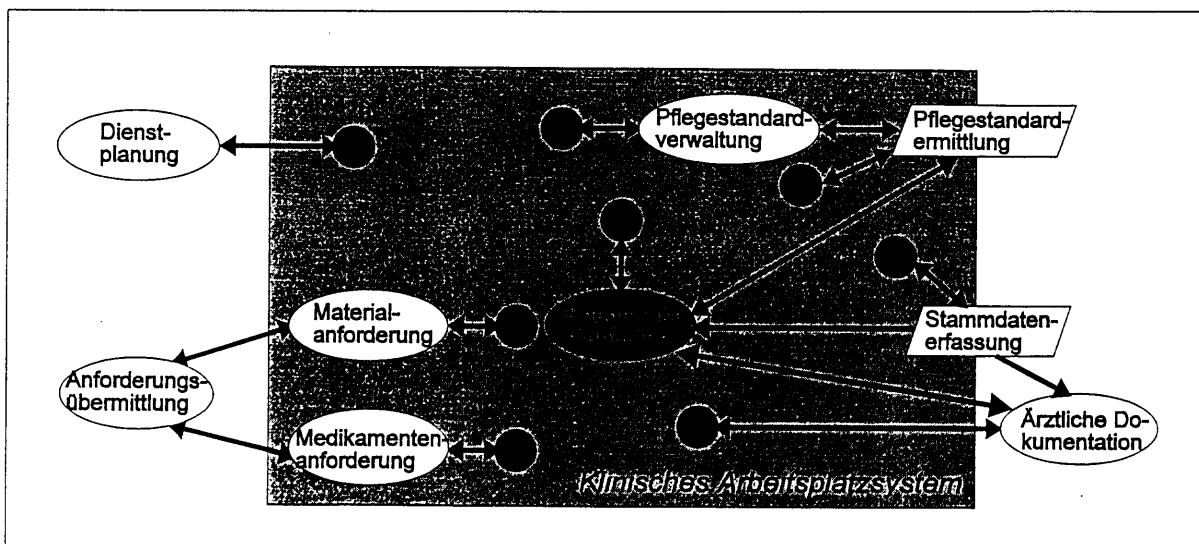 Dienst-
planung
Pflegestandard-
verwaltung
Pflegestandard-
ermittlung
Material-
anforderung
Stammdaten-
erfassung
Anforderungs-
übermittlung
Medikamenten-
anforderung
Ärztliche Do-
kumentation
Klinisches Arbeitsplatzsystem